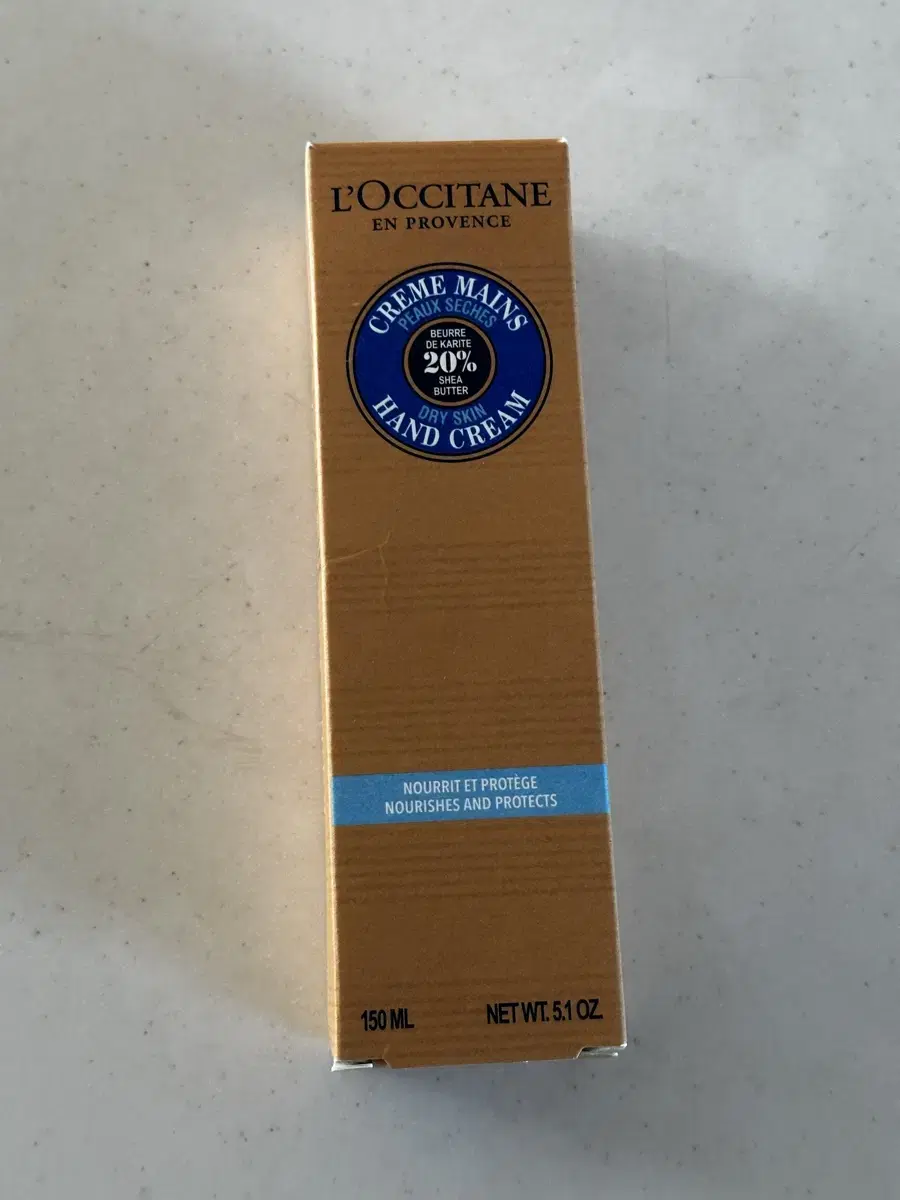 L'OCCITANE
EN PROVENCE
CREME MAINS
PEAUX SECHES
BEURRE
DE KARITE
20%
SHEA
BUTTER
DRY SKIN
HAND CREAM
NOURRIT ET PROTÈGE
NOURISHES AND PROTECTS
150 ML NET WT. 5.1 OZ.